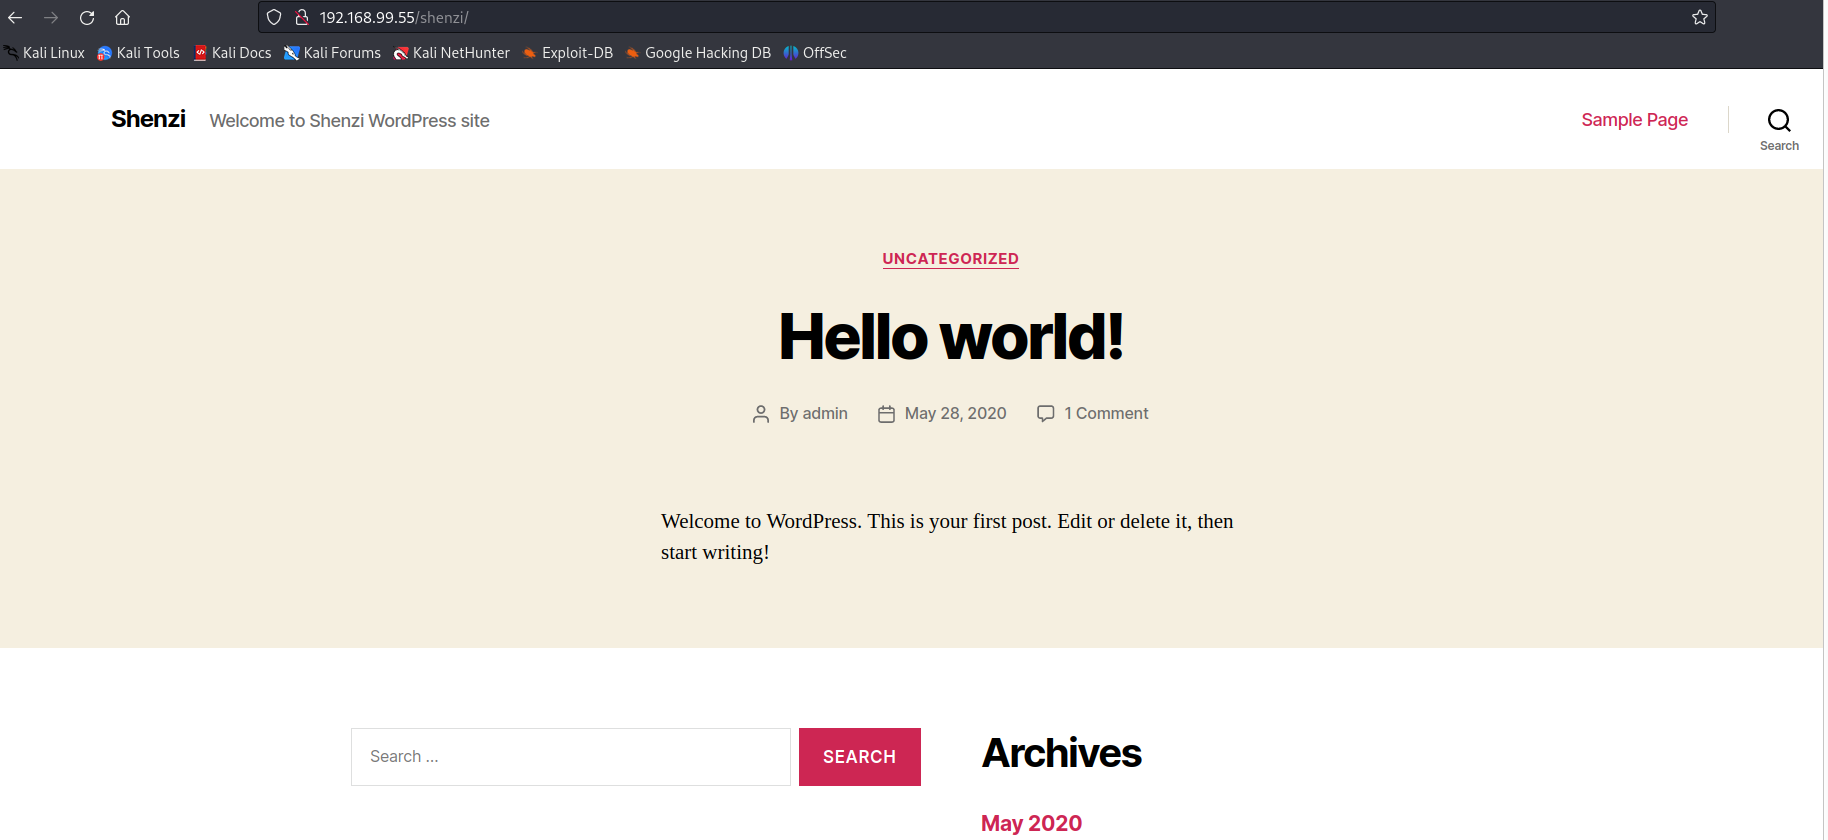 192.168.99.55/shenzi/
Kali Linux Kali Tools Kali Docs Kali Forums Kali NetHunter Exploit-DB Google Hacking DB OffSec
Shenzi Welcome to Shenzi WordPress site Sample Page
Search
UNCATEGORIZED
Hello world!
By admin May 28, 2020 1 Comment
Welcome to WordPress. This is your first post. Edit or delete it, then
start writing!
Search …
SEARCH
Archives
May 2020